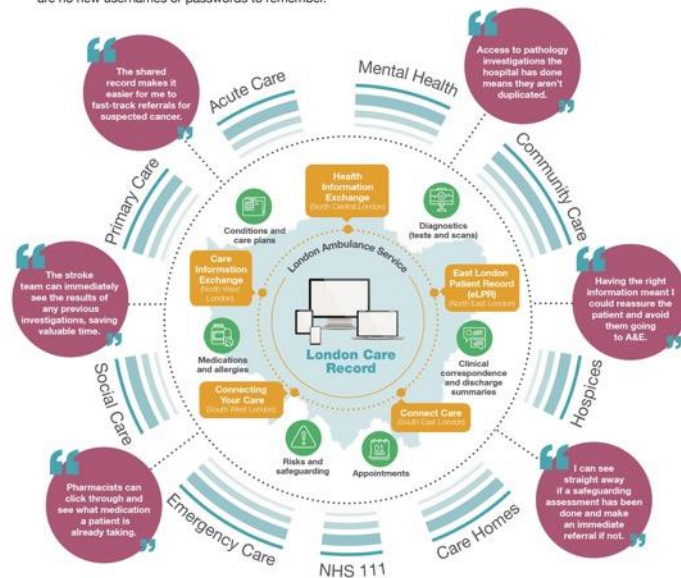 are no new usernames or passwords to remember.
Acute Care
Mental Health
The shared
record makes it
easier for me to
fast-track referrals for
suspected cancer.
Access to pathology
investigations the
hospital has done
means they aren't
duplicated.
Primary Care
Community Care
Health
Information
Exchange
(North Central London)
Conditions and
care plans
Diagnostics
(tests and scans)
London Ambulance Service
Care
Information
Exchange
(North West
London)
East London
Patient Record
(eLPR)
(North East London)
The stroke
team can immediately
see the results of
any previous
investigations, saving
valuable time.
Having the right
information meant I
could reassure the
patient and avoid
them going
to A&E.
London Care
Record
Medications
and allergies
Clinical
correspondence
and discharge
summaries
Connecting
Your Care
(South West London)
Connect Care
(South East London)
Social Care
Hospices
Risks and
safeguarding
01
Appointments
Pharmacists can
click through and
see what medication
a patient is
already taking.
I can see
straight away
if a safeguarding
assessment has been
done and make
an immediate
referral if not.
Emergency Care
NHS 111
Care Homes